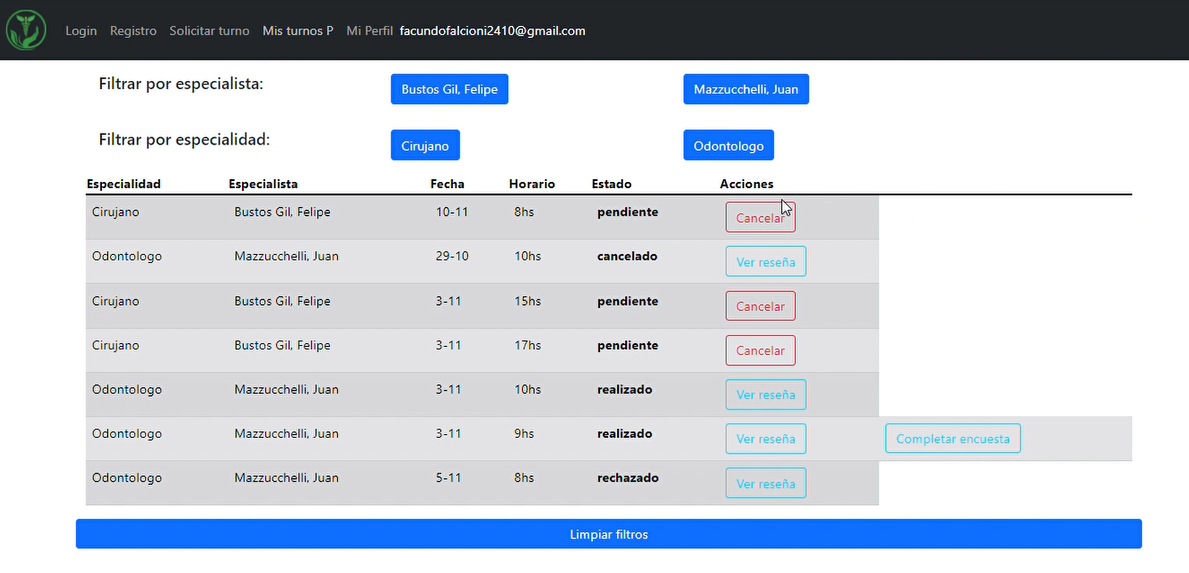 Login Registro Solicitar turno Mis turnos P Mi Perfil facundofalcioni2410@gmail.com
Filtrar por especialista: Bustos Gil, Felipe Mazzucchelli, Juan
Filtrar por especialidad: Cirujano Odontologo
Especialidad Especialista Fecha Horario Estado Acciones
Cirujano Bustos Gil, Felipe 10-11 8hs pendiente Cancelar
Odontologo Mazzucchelli, Juan 29-10 10hs cancelado Ver reseña
Cirujano Bustos Gil, Felipe 3-11 15hs pendiente Cancelar
Cirujano Bustos Gil, Felipe 3-11 17hs pendiente Cancelar
Odontologo Mazzucchelli, Juan 3-11 10hs realizado Ver reseña
Odontologo Mazzucchelli, Juan 3-11 9hs realizado Ver reseña Completar encuesta
Odontologo Mazzucchelli, Juan 5-11 8hs rechazado Ver reseña
Limpiar filtros